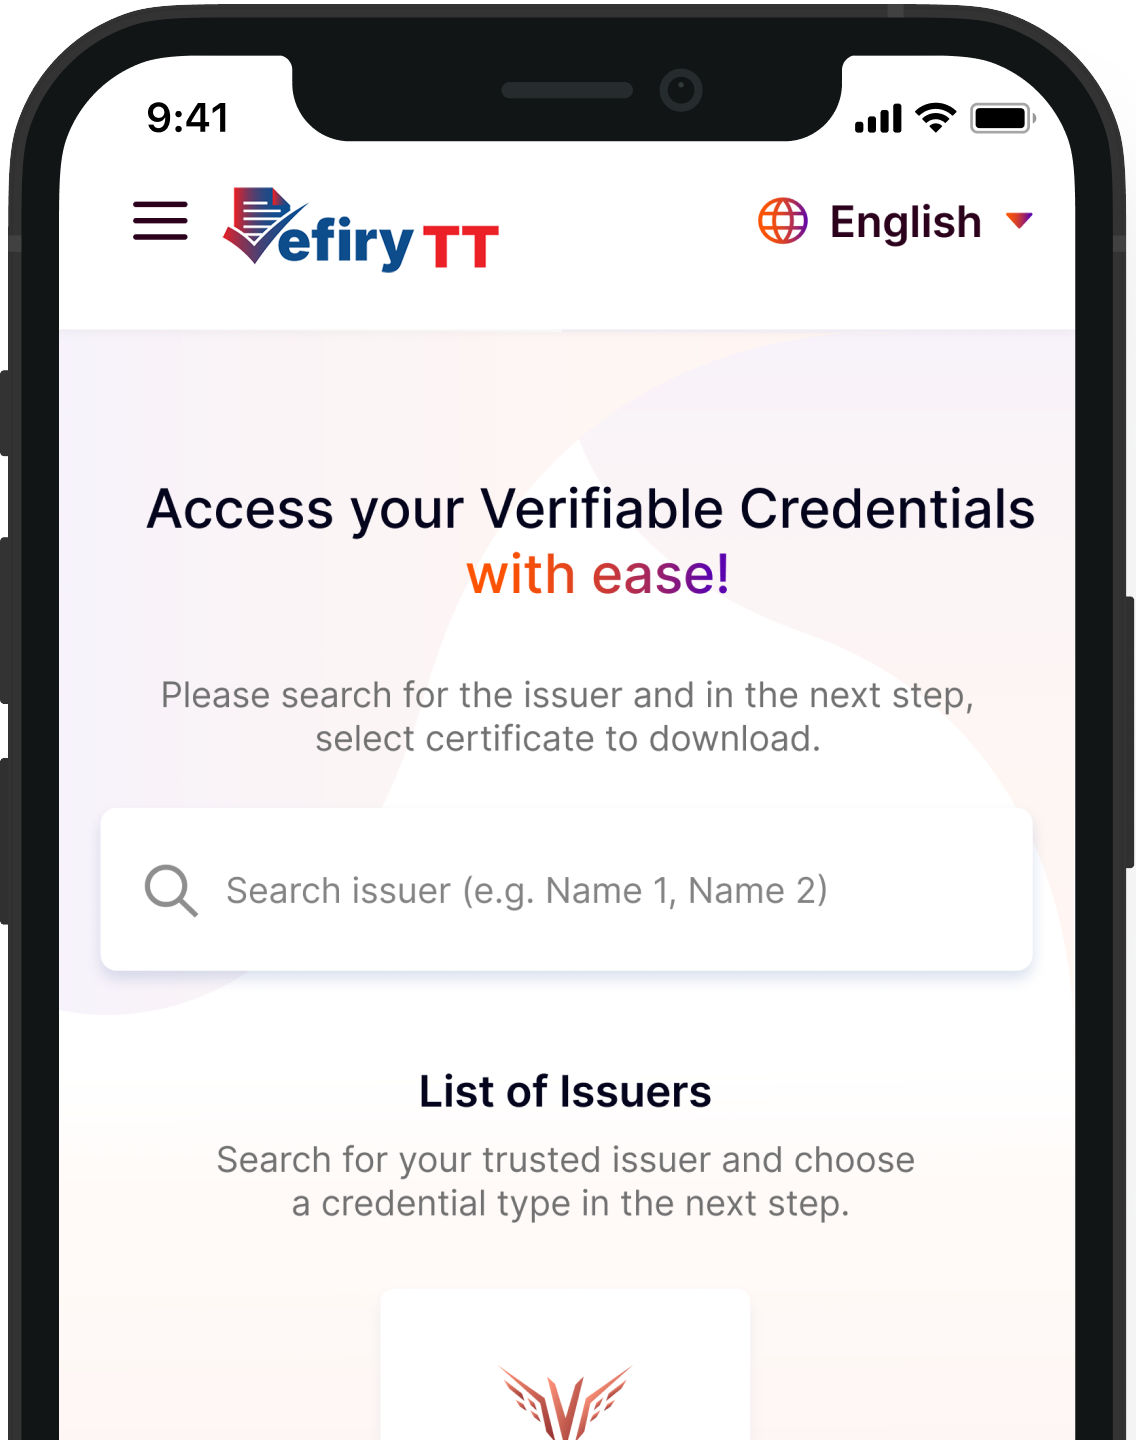 9:41
efiry TT
English
Access your Verifiable Credentials
with ease!
Please search for the issuer and in the next step,
select certificate to download.
Search issuer (e.g. Name 1, Name 2)
List of Issuers
Search for your trusted issuer and choose
a credential type in the next step.